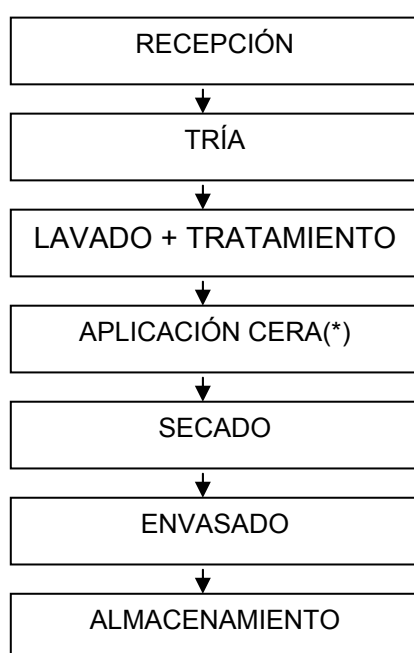 RECEPCIÓN
TRÍA
LAVADO + TRATAMIENTO
APLICACIÓN CERA(*)
SECADO
ENVASADO
ALMACENAMIENTO